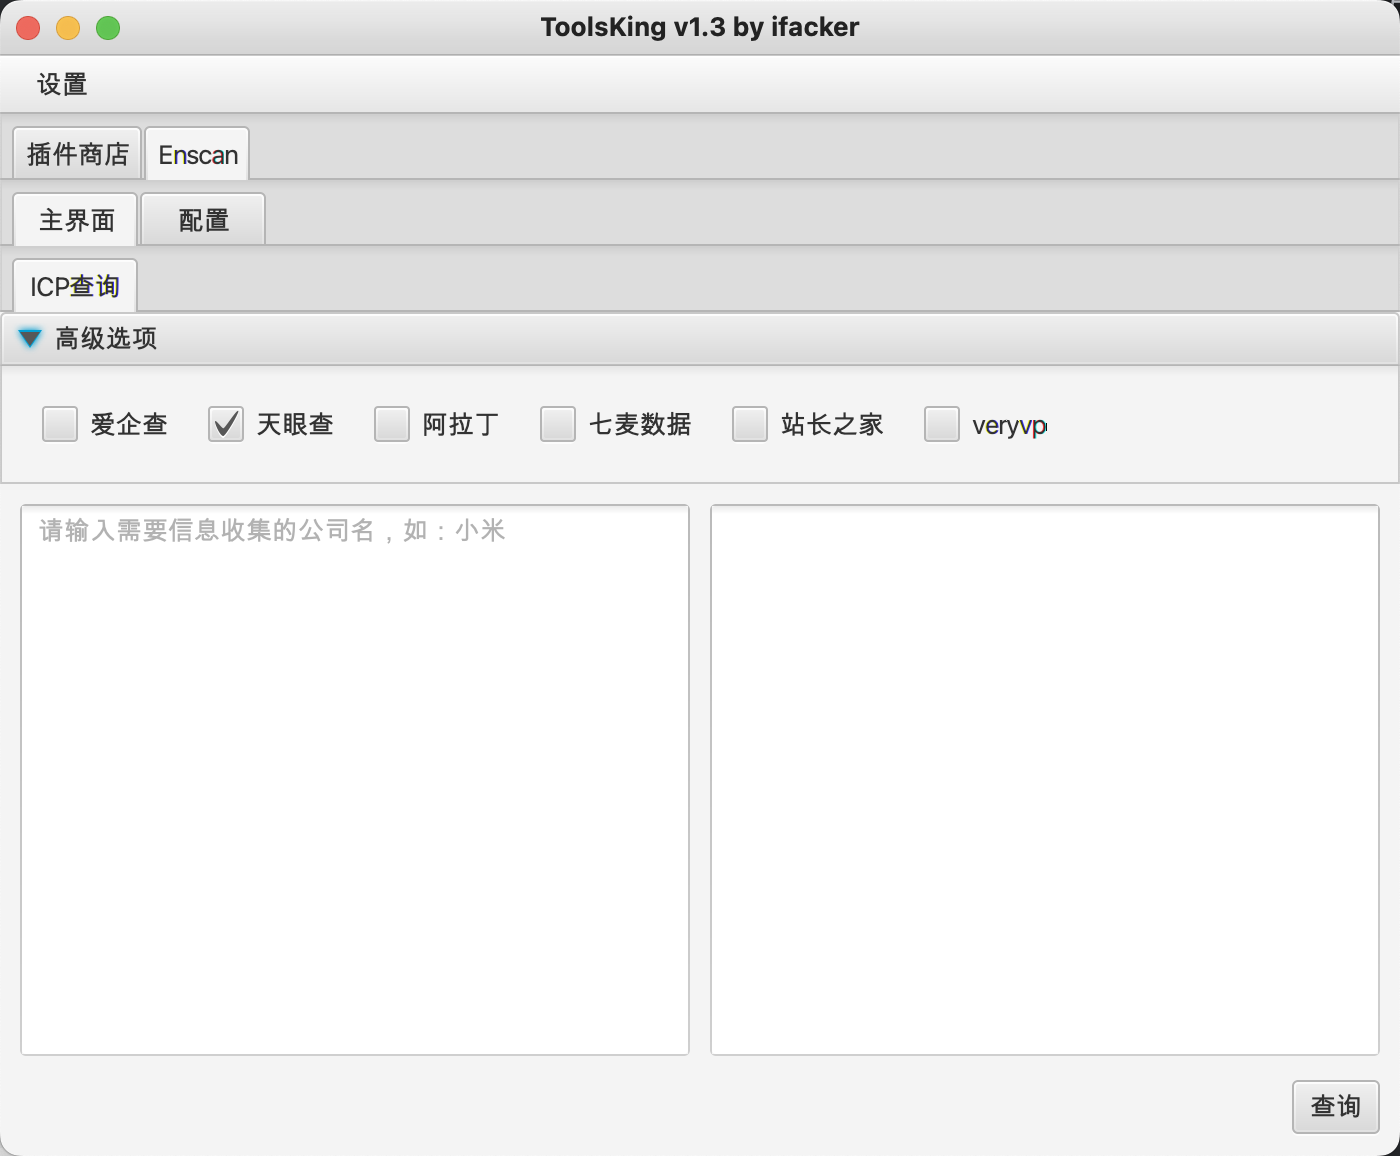 ToolsKing v1.3 by ifacker
设置
插件商店 Enscan
主界面 配置
ICP查询
高级选项
爱企查 天眼查 阿拉丁 七麦数据 站长之家 veryvp
请输入需要信息收集的公司名，如：小米
查询